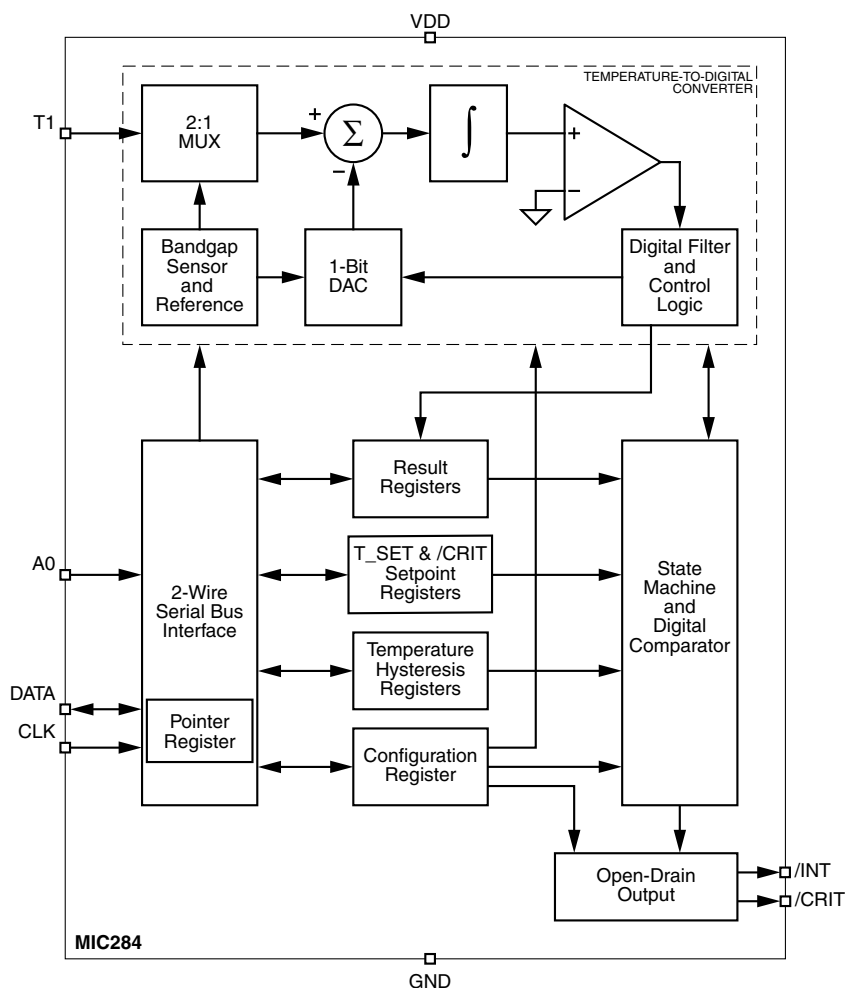 VDD
TEMPERATURE-TO-DIGITAL
CONVERTER
T1
2:1
MUX
+
Σ
−
∫
+
−
Bandgap
Sensor
and
Reference
1-Bit
DAC
Digital Filter
and
Control
Logic
Result
Registers
A0
2-Wire
Serial Bus
Interface
T_SET & /CRIT
Setpoint
Registers
State
Machine
and
Digital
Comparator
Temperature
Hysteresis
Registers
DATA
CLK
Pointer
Register
Configuration
Register
Open-Drain
Output
/INT
/CRIT
MIC284
GND